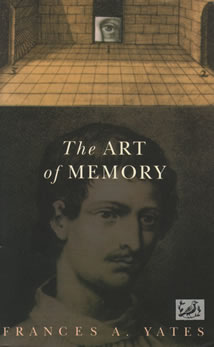 The ART
of MEMORY
FRANCES A. YATES